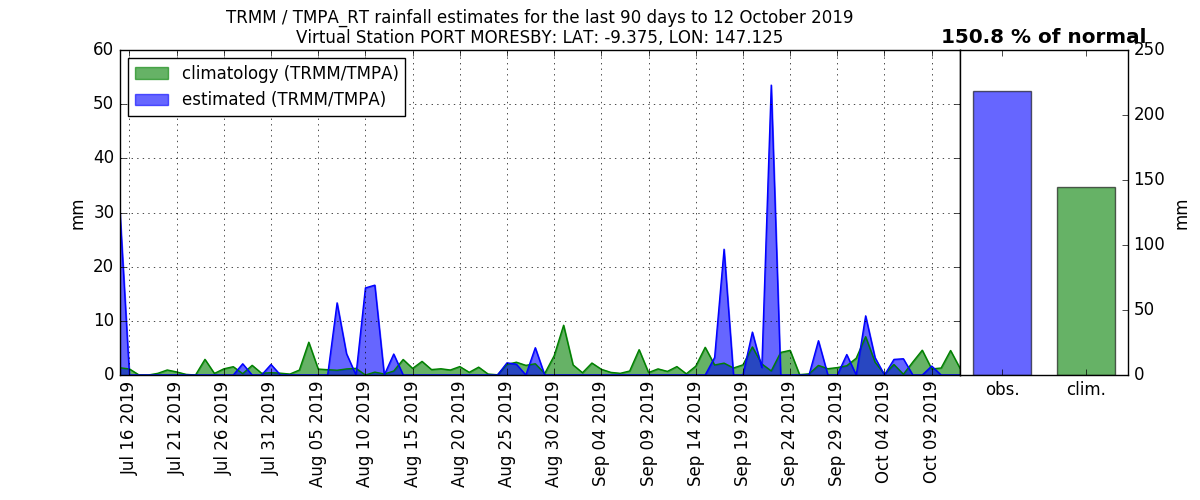 TRMM / TMPA_RT rainfall estimates for the last 90 days to 12 October 2019
Virtual Station PORT MORESBY: LAT: -9.375, LON: 147.125
150.8 % of normal
climatology (TRMM/TMPA)
estimated (TRMM/TMPA)
60
50
40
30
20
10
0
mm
Jul 16 2019
Jul 21 2019
Jul 26 2019
Jul 31 2019
Aug 05 2019
Aug 10 2019
Aug 15 2019
Aug 20 2019
Aug 25 2019
Aug 30 2019
Sep 04 2019
Sep 09 2019
Sep 14 2019
Sep 19 2019
Sep 24 2019
Sep 29 2019
Oct 04 2019
Oct 09 2019
250
200
150
100
50
0
mm
obs.
clim.